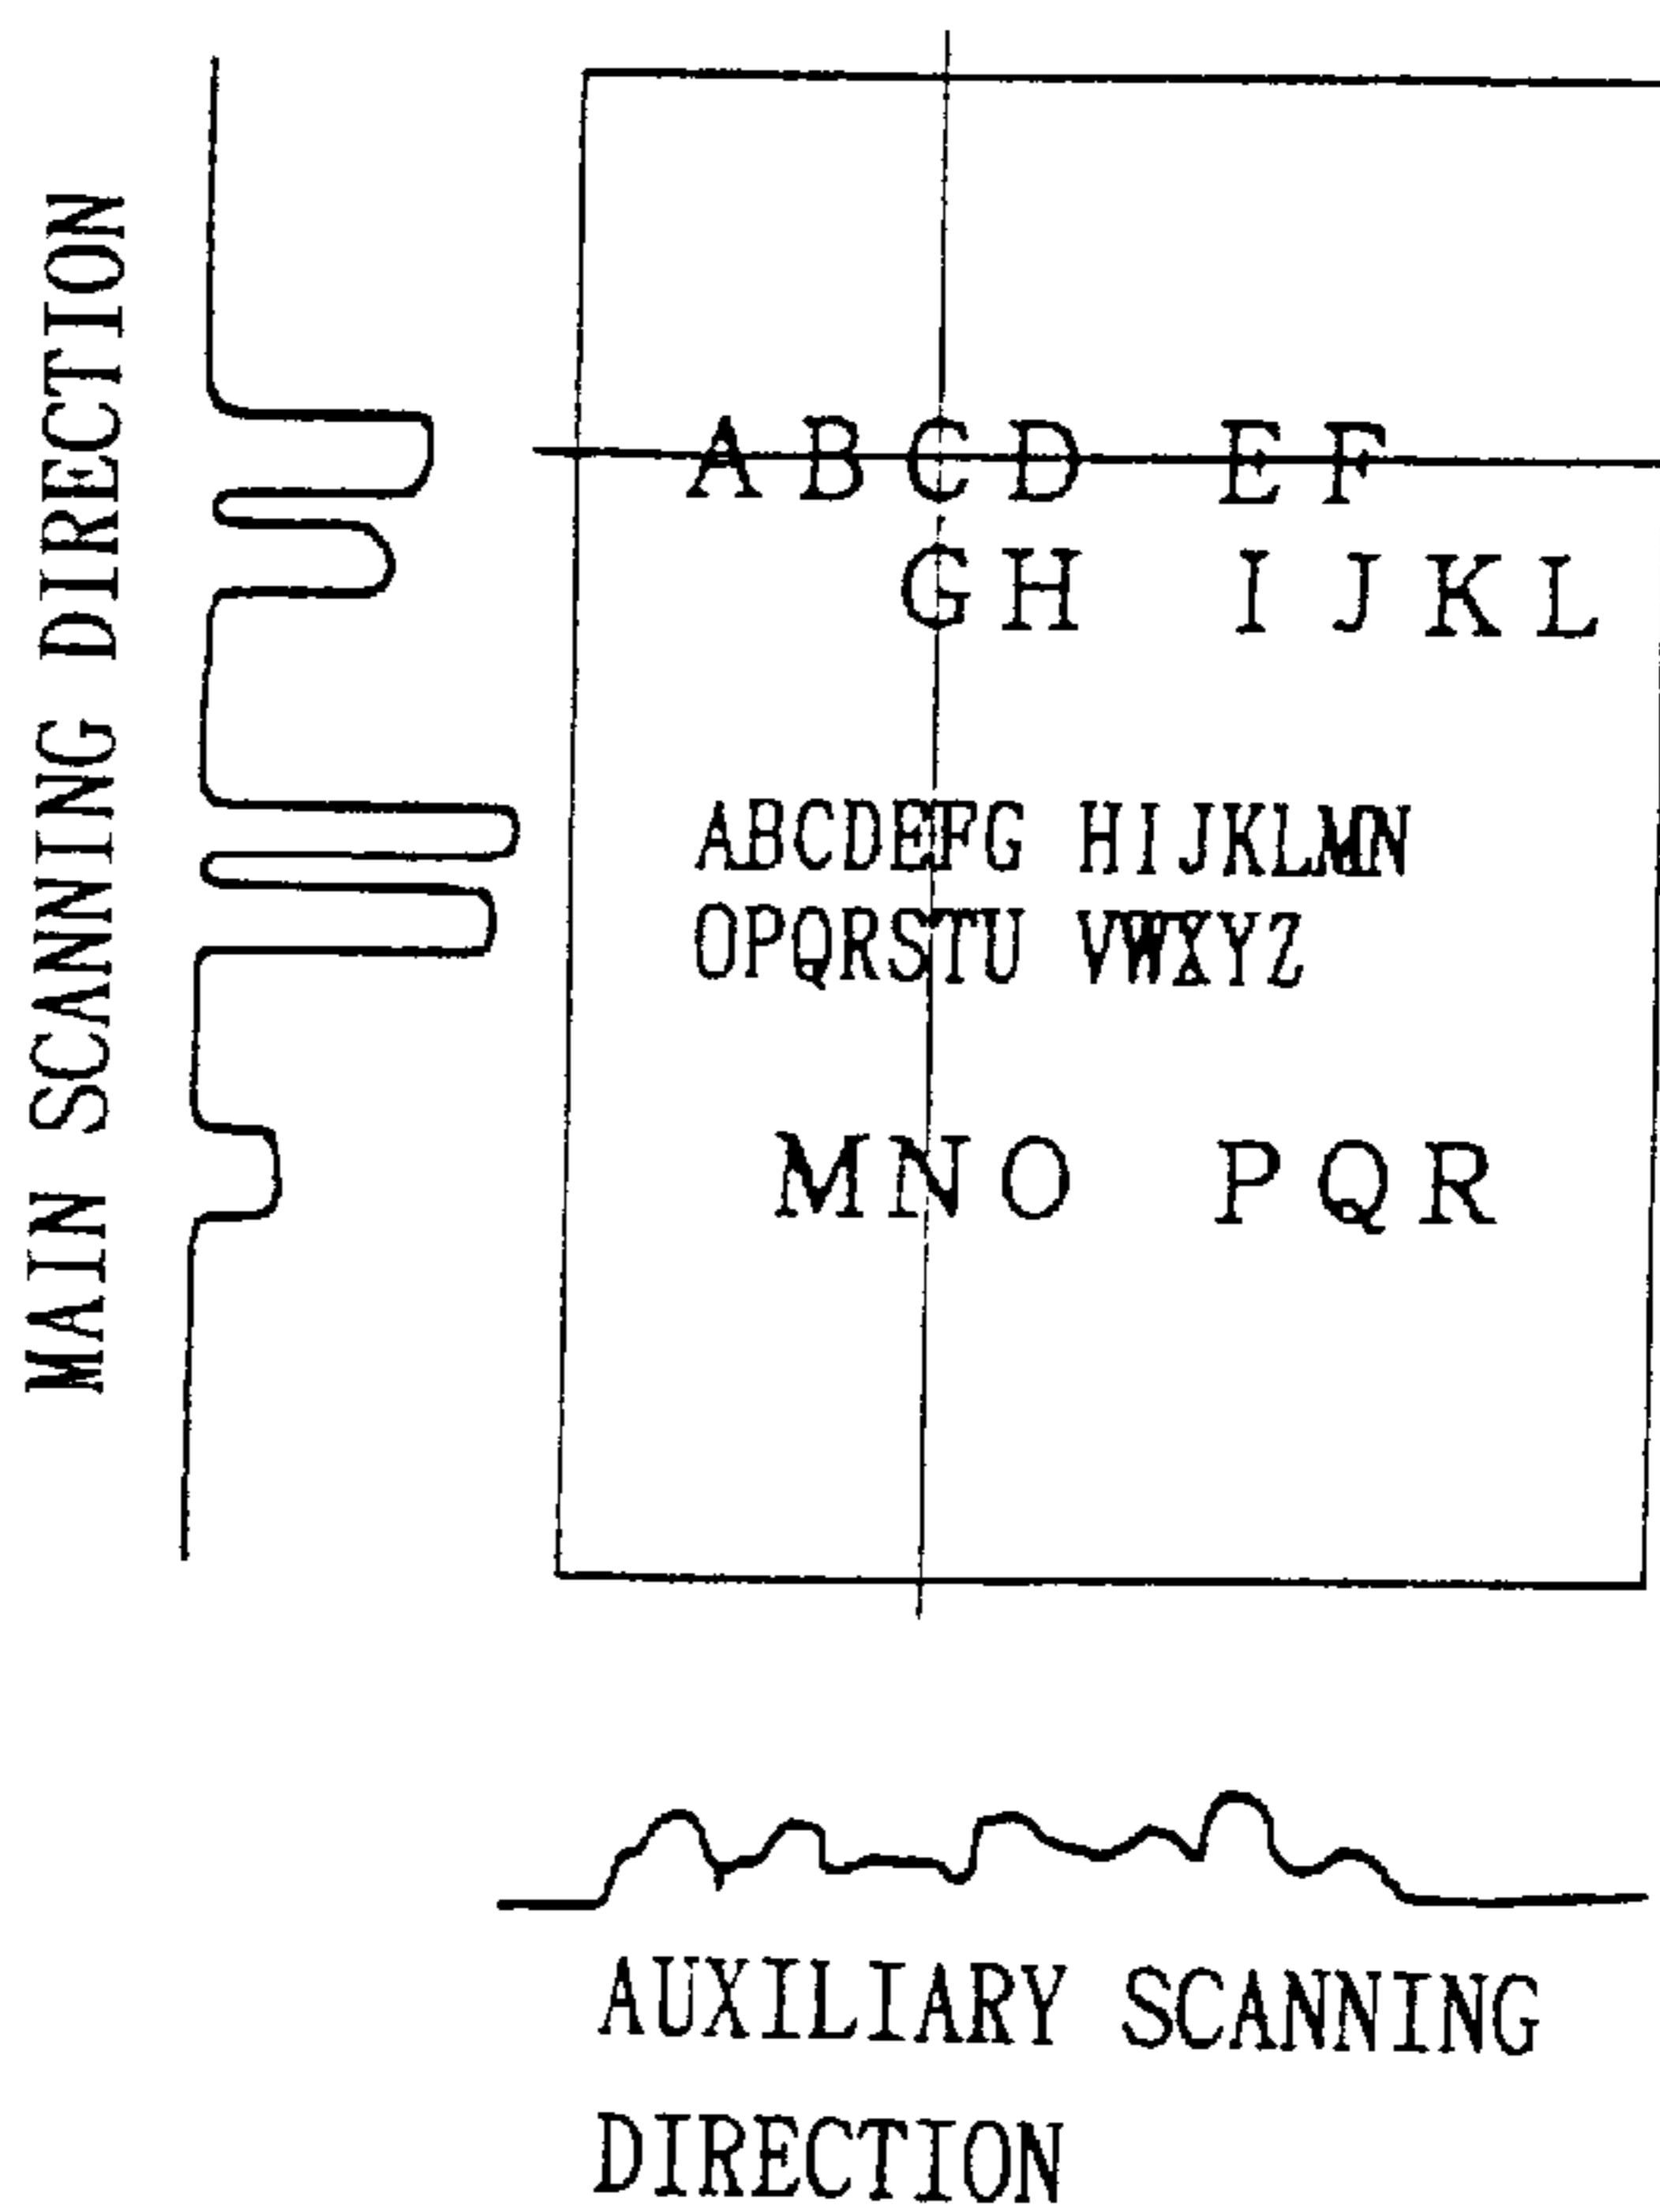 MAIN SCANNING DIRECTION
ABCD EF
GH IJKL
ABCDEFG HIJKLMN
OPQRSTU VWXYZ
MNO PQR
AUXILIARY SCANNING
DIRECTION